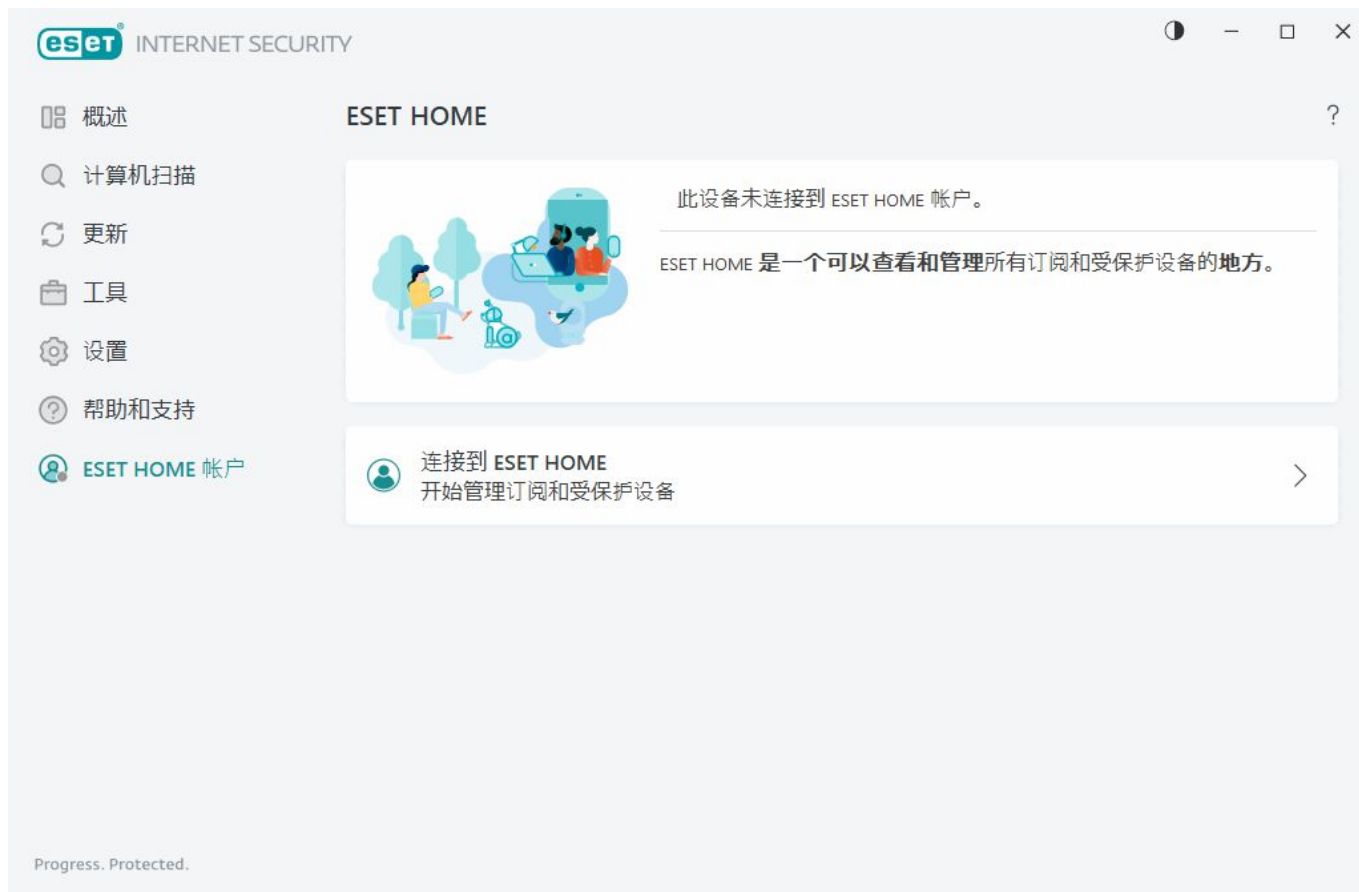 eset® INTERNET SECURITY
概述
计算机扫描
更新
工具
设置
帮助和支持
ESET HOME 帐户
ESET HOME
?
此设备未连接到 ESET HOME 帐户。
ESET HOME 是一个可以查看和管理所有订阅和受保护设备的地方。
连接到 ESET HOME
开始管理订阅和受保护设备
Progress. Protected.